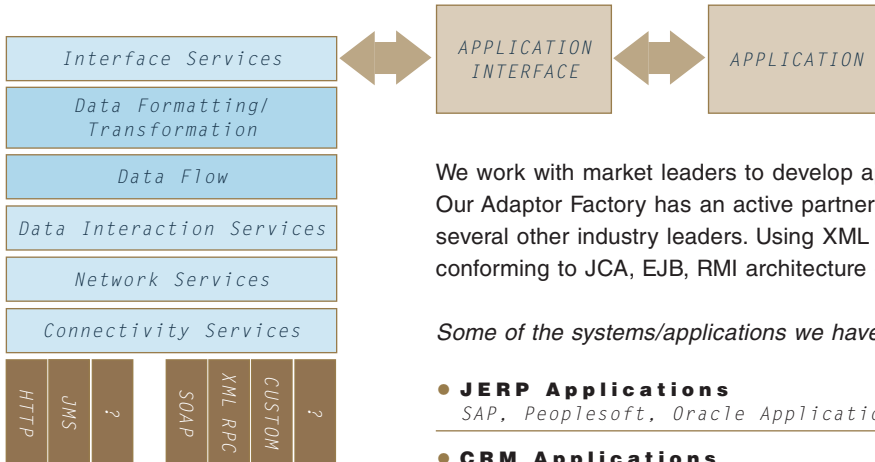 Interface Services
Data Formatting/
Transformation
Data Flow
Data Interaction Services
Network Services
Connectivity Services
HTTP
JMS
?
SOAP
XML RPC
CUSTOM
?
APPLICATION
INTERFACE
APPLICATION
We work with market leaders to develop a
Our Adaptor Factory has an active partner
several other industry leaders. Using XML
conforming to JCA, EJB, RMI architecture
Some of the systems/applications we have
• JERP Applications
SAP, Peoplesoft, Oracle Applicatio
• CRM Applications